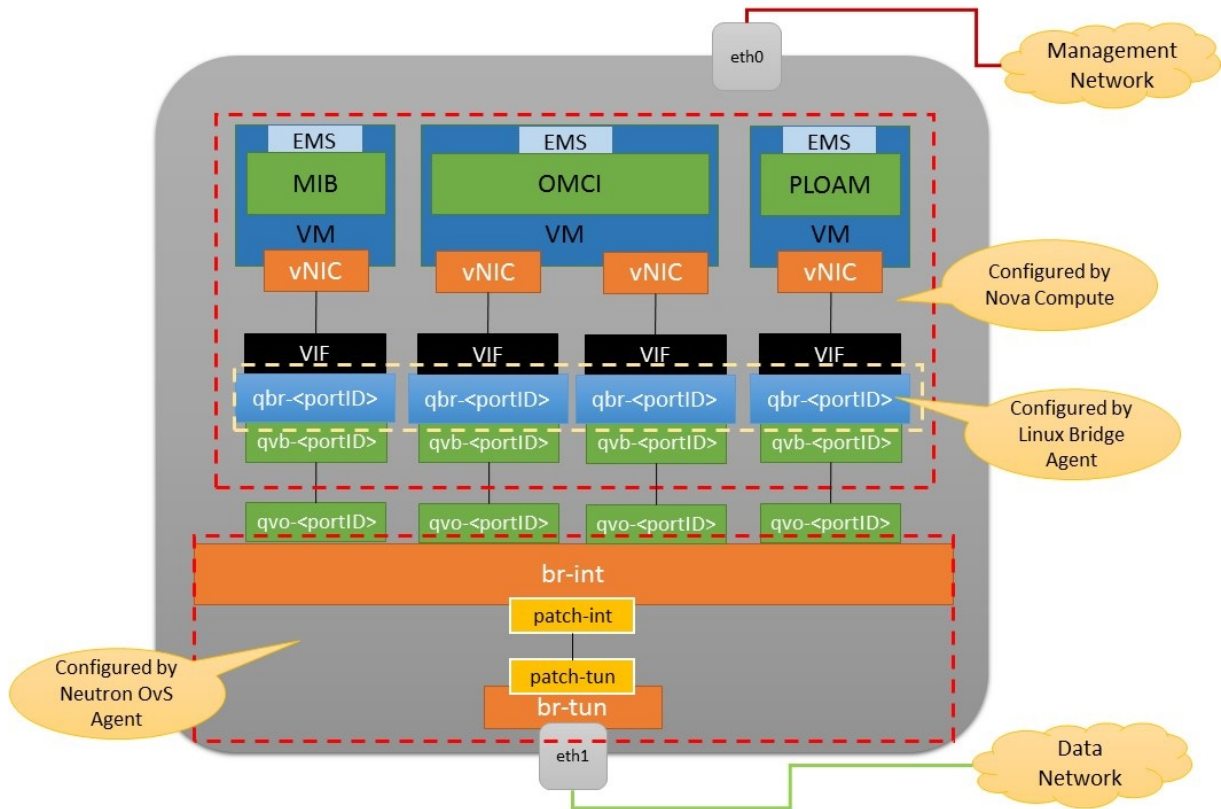 eth0
Management
Network
EMS
EMS
EMS
MIB
OMCI
PLOAM
VM
VM
VM
vNIC
vNIC
vNIC
vNIC
Configured by
Nova Compute
VIF
VIF
VIF
VIF
qbr-<portID>
qbr-<portID>
qbr-<portID>
qbr-<portID>
Configured by
Linux Bridge
Agent
qvb-<portID>
qvb-<portID>
qvb-<portID>
qvb-<portID>
qvo-<portID>
qvo-<portID>
qvo-<portID>
qvo-<portID>
br-int
patch-int
Configured by
Neutron OvS
Agent
patch-tun
br-tun
eth1
Data
Network